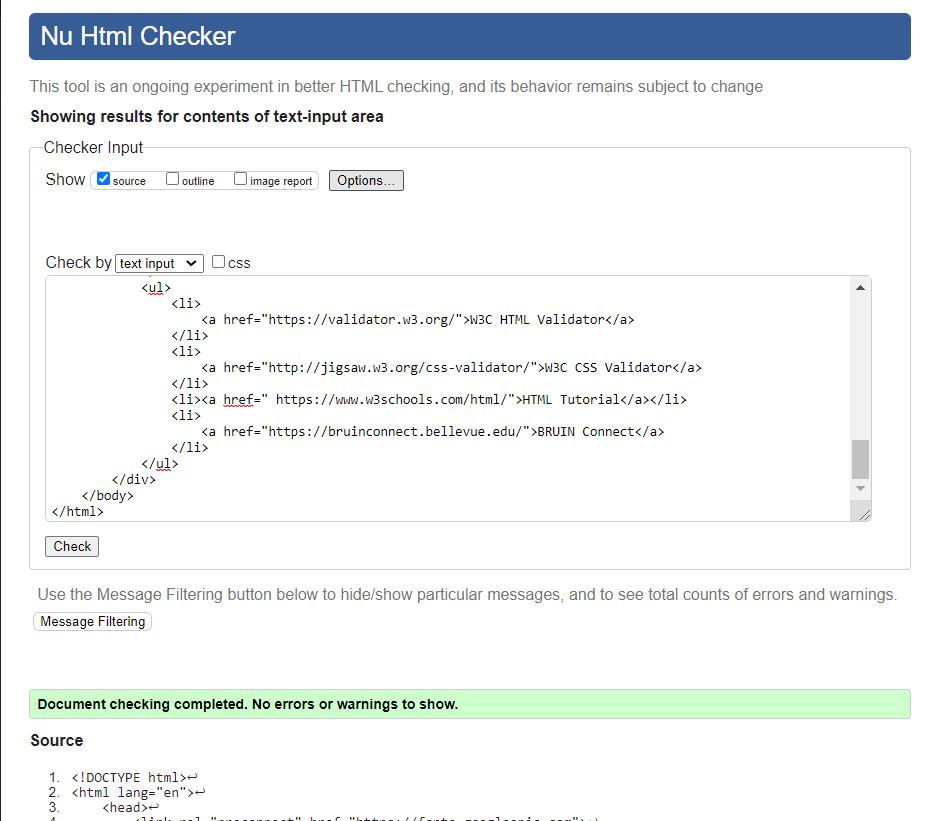 Nu Html Checker
This tool is an ongoing experiment in better HTML checking, and its behavior remains subject to change
Showing results for contents of text-input area
Checker Input
Show source outline image report Options...
Check by text input css
<ul>
<li>
<a href="https://validator.w3.org/">W3C HTML Validator</a>
</li>
<li>
<a href="http://jigsaw.w3.org/css-validator/">W3C CSS Validator</a>
</li>
<li><a href=" https://www.w3schools.com/html/">HTML Tutorial</a></li>
<li>
<a href="https://bruinconnect.bellevue.edu/">BRUIN Connect</a>
</li>
</ul>
</div>
</body>
</html>
Check
Use the Message Filtering button below to hide/show particular messages, and to see total counts of errors and warnings.
Message Filtering
Document checking completed. No errors or warnings to show.
Source
1. <!DOCTYPE html>↩
2. <html lang="en">↩
3. <head>↩